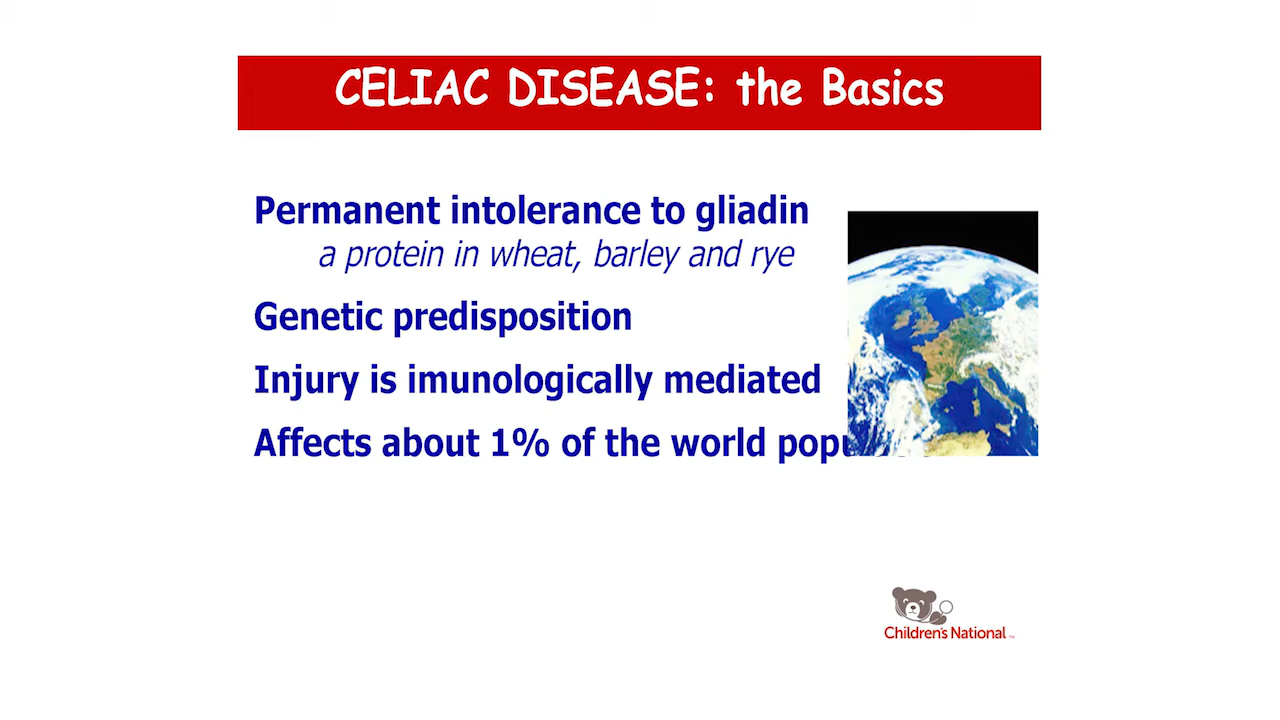 CELIAC DISEASE: the Basics
Permanent intolerance to gliadin
a protein in wheat, barley and rye
Genetic predisposition
Injury is imunologically mediated
Affects about 1% of the world
Children's National